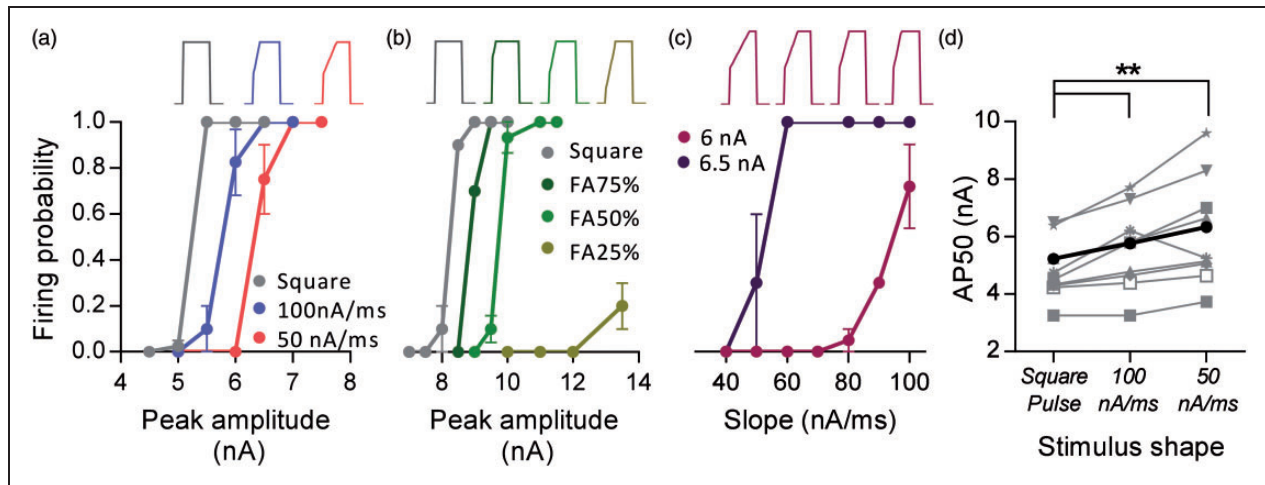 (a)
(b)
(c)
(d)
**
Firing probability
1.0
0.8
0.6
0.4
0.2
0.0
Square
100nA/ms
50 nA/ms
4 5 6 7 8
Peak amplitude
(nA)
Square
FA75%
FA50%
FA25%
8 10 12 14
Peak amplitude
(nA)
6 nA
6.5 nA
40 60 80 100
Slope (nA/ms)
AP50 (nA)
10
8
6
4
2
Square
Pulse
100
nA/ms
50
nA/ms
Stimulus shape